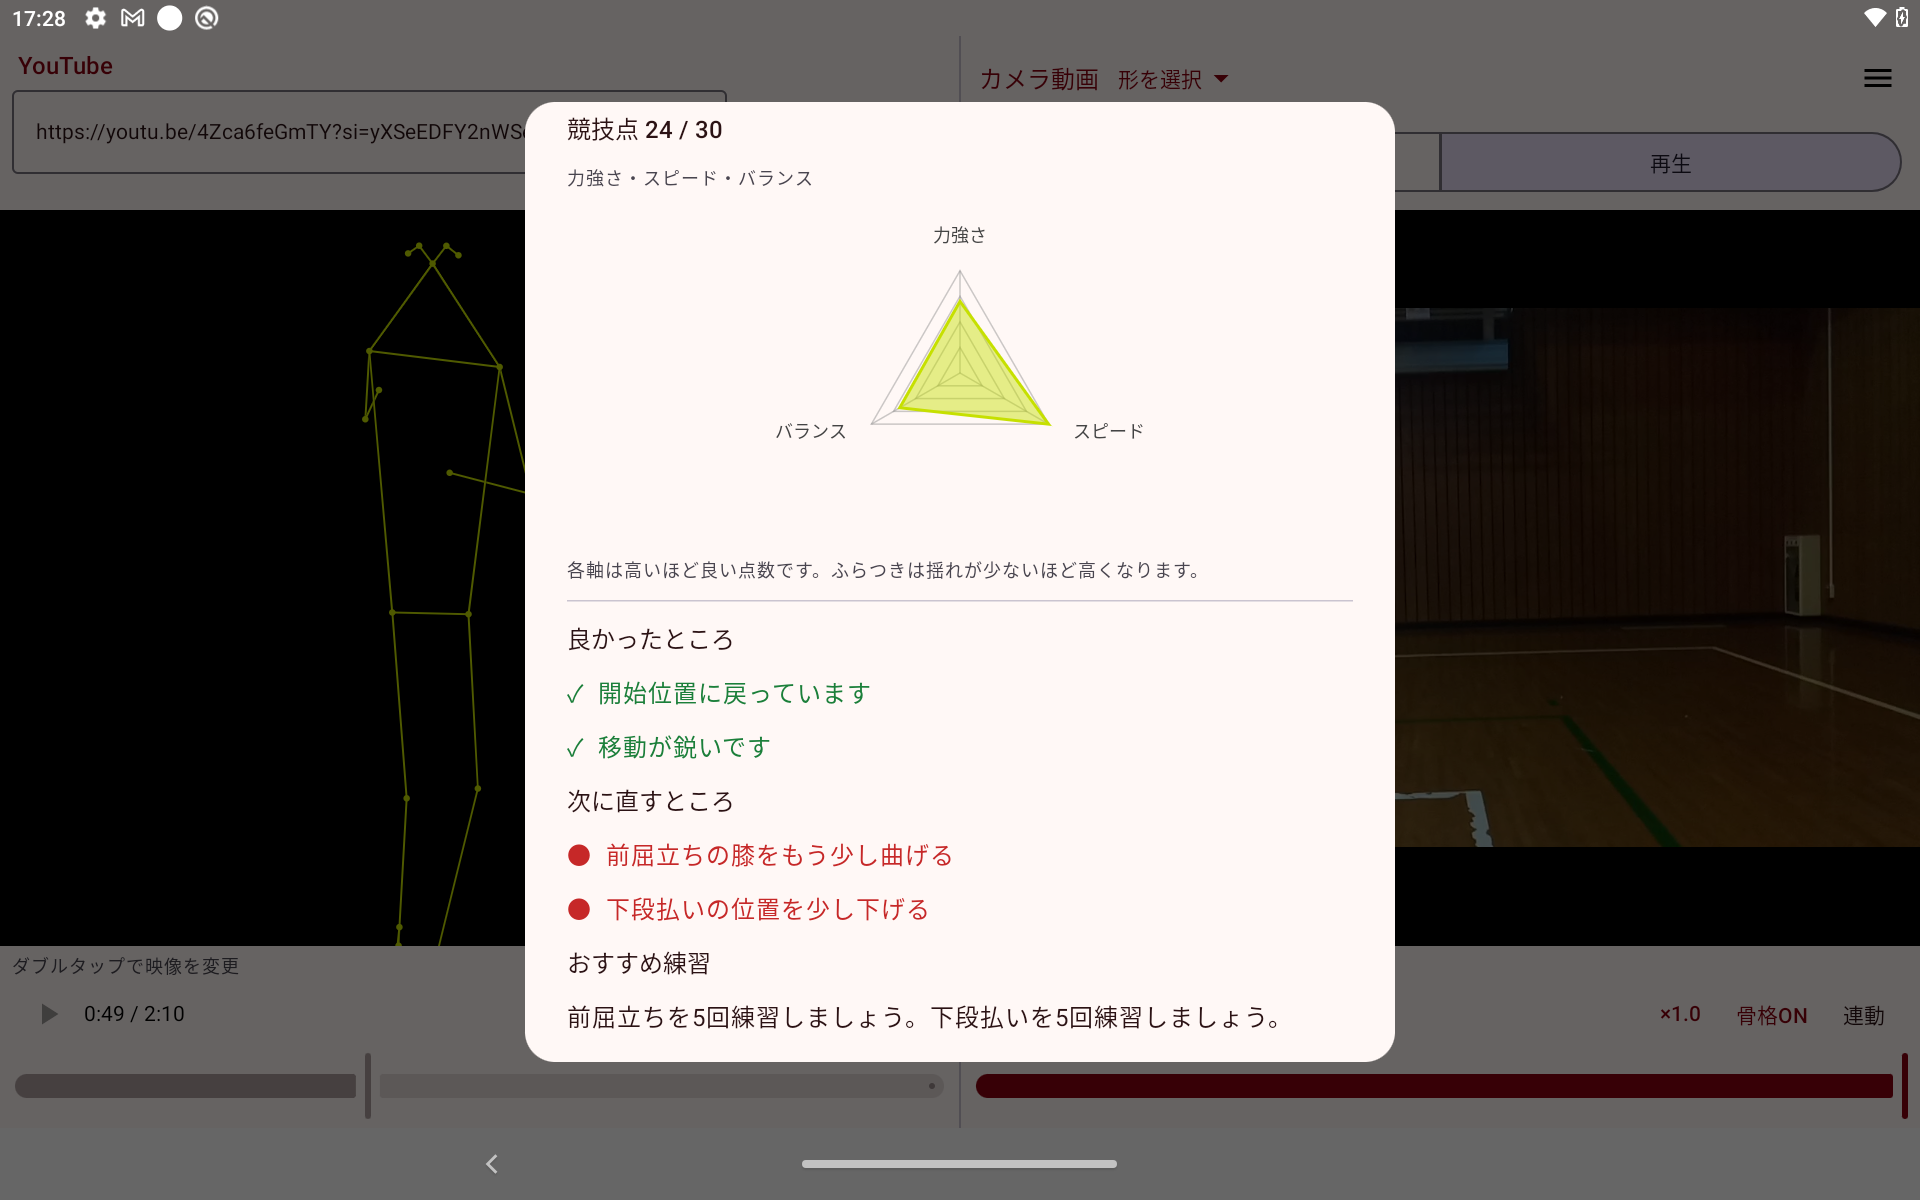 17:28
YouTube
カメラ動画 形を選択
https://youtu.be/4Zca6feGmTY?si=yXSeEDFY2nWS
再生
競技点 24 / 30
力強さ・スピード・バランス
力強さ
バランス
スピード
各軸は高いほど良い点数です。ふらつきは揺れが少ないほど高くなります。
良かったところ
✓ 開始位置に戻っています
✓ 移動が鋭いです
次に直すところ
● 前屈立ちの膝をもう少し曲げる
● 下段払いの位置を少し下げる
おすすめ練習
前屈立ちを5回練習しましょう。下段払いを5回練習しましょう。
ダブルタップで映像を変更
0:49 / 2:10
×1.0 骨格ON 連動